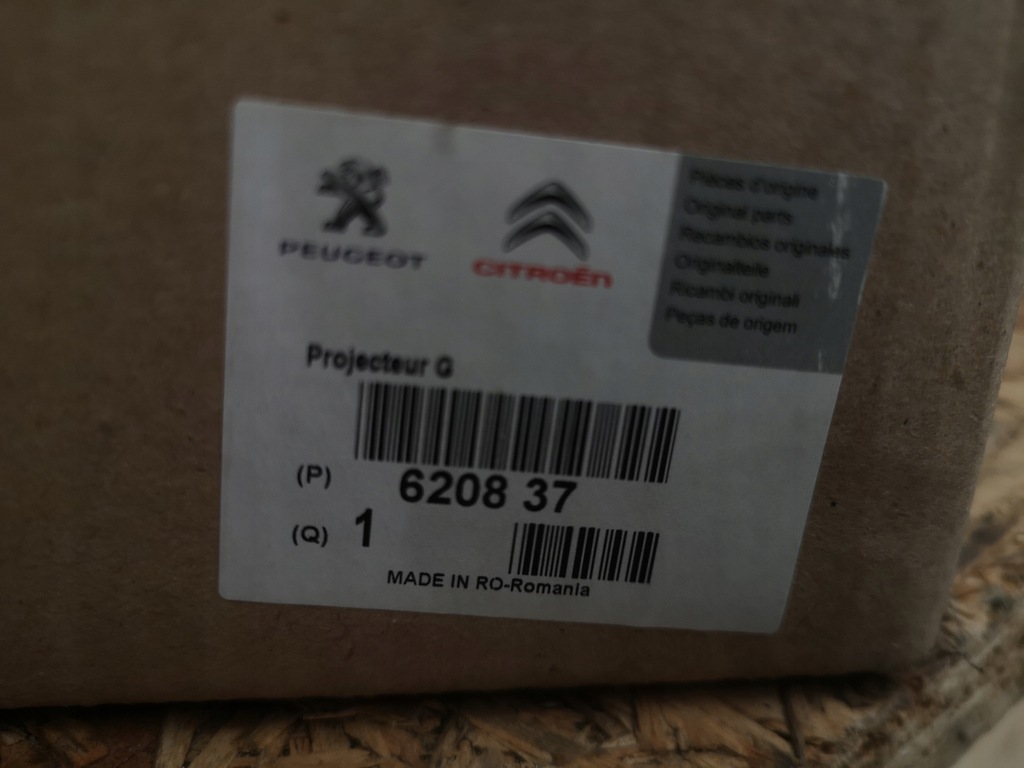 PEUGEOT
CITROËN
Pièces d'origine
Original parts
Recambios originales
Originalteile
Ricambi originali
Peças de origem
Projecteur G
(P) 6208 37
(Q) 1
MADE IN RO-Romania